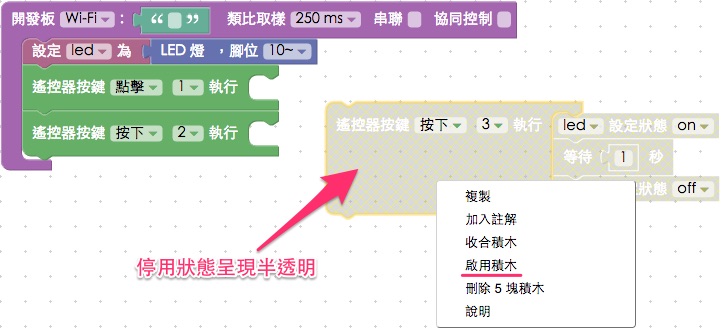 開發板 Wi-Fi : “ ” 類比取樣 250 ms 串聯 協同控制
設定 led 為 LED 燈 , 腳位 10~
遙控器按鍵 點擊 1 執行
遙控器按鍵 按下 2 執行
遙控器按鍵 按下 3 執行 led 設定狀態 on
等待 1 秒
狀態 off
複製
加入註解
收合積木
啟用積木
刪除 5 塊積木
說明
停用狀態呈現半透明